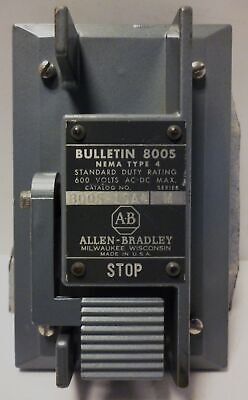 BULLETIN 800S
NEMA TYPE 4
STANDARD DUTY RATING
600 VOLTS AC-DC MAX.
CATALOG NO. SERIES
AB
ALLEN-BRADLEY
MILWAUKEE WISCONSIN
MADE IN U.S.A.
STOP